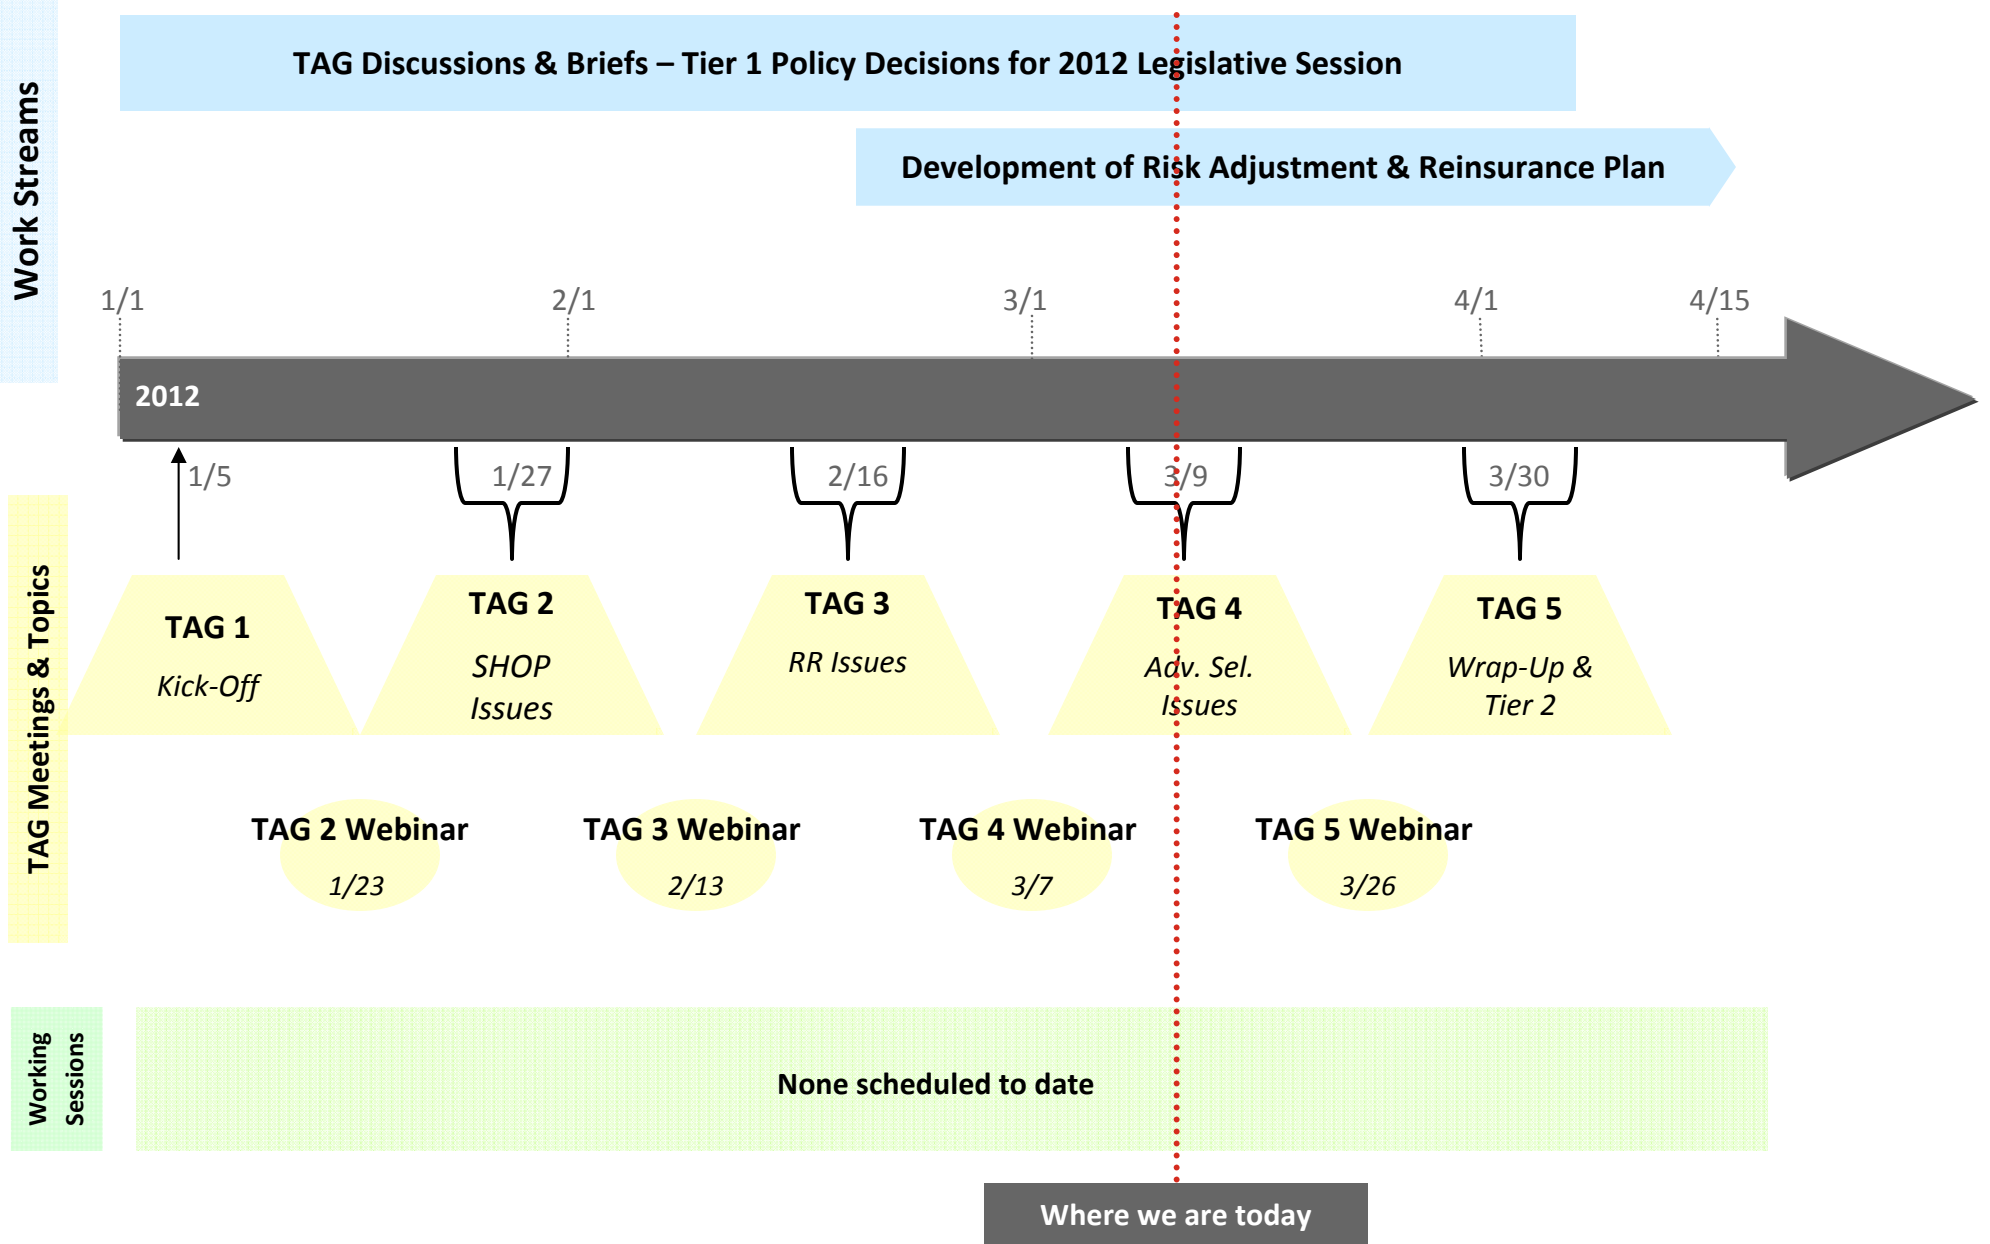 Work Streams
TAG Discussions & Briefs – Tier 1 Policy Decisions for 2012 Legislative Session
Development of Risk Adjustment & Reinsurance Plan
1/1
2/1
3/1
4/1
4/15
2012
1/5
1/27
2/16
3/9
3/30
TAG Meetings & Topics
TAG 1
Kick-Off
TAG 2
SHOP
Issues
TAG 3
RR Issues
TAG 4
Adv. Sel.
Issues
TAG 5
Wrap-Up &
Tier 2
TAG 2 Webinar
1/23
TAG 3 Webinar
2/13
TAG 4 Webinar
3/7
TAG 5 Webinar
3/26
Working
Sessions
None scheduled to date
Where we are today